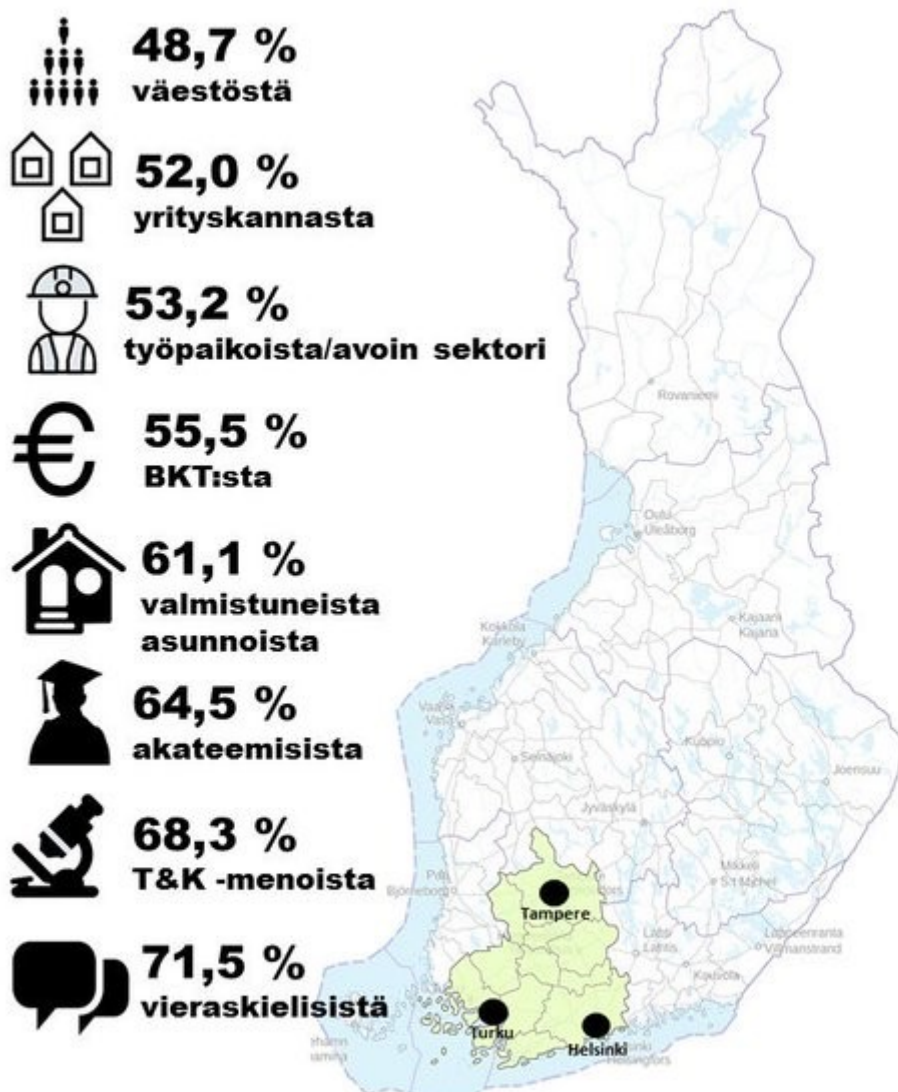 48,7 %
väestöstä
52,0 %
yrityskannasta
53,2 %
työpaikoista/avoin sektori
55,5 %
BKT:sta
61,1 %
valmistuneista
asunnoista
64,5 %
akateemisista
68,3 %
T&K -menoista
71,5 %
vieraskielisistä
Rovaniemi
Oulu
Uleåborg
Kajaani
Kajana
Kokkola
Karleby
Vaasa
Vasa
Seinäjoki
Kuopio
Joensuu
Jyväskylä
Mikkeli
S:t Michel
Pori
Björneborg
Tampere
Lahti
Lahtis
Lappeenranta
Villmanstrand
Kouvola
Turku
Helsinki
Helsingfors